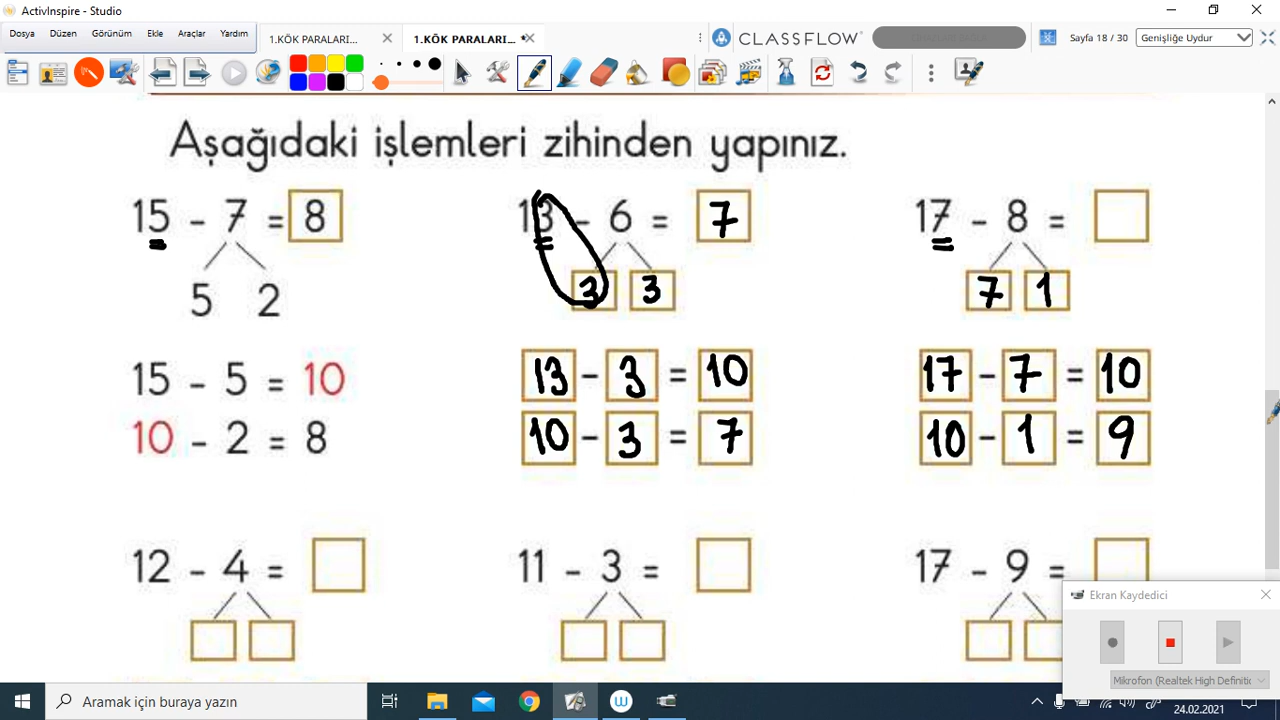 ActivInspire - Studio
Dosya Düzen Görünüm Ekle Araçlar Yardım
1.KÖK PARALARI... 1.KÖK PARALARI ... *
CLASSFLOW
Sayfa 18 / 30 Genişliğe Uydur
Aşağıdaki işlemleri zihinden yapınız.
15 - 7 = 8
5 2
15 - 5 = 10
10 - 2 = 8
13 - 6 = 7
3 3
13 - 3 = 10
10 - 3 = 7
17 - 8 =
7 1
17 - 7 = 10
10 - 1 = 9
12 - 4 =
11 - 3 =
17 - 9 =
Ekran Kaydedici
Mikrofon (Realtek High Definitic
Aramak için buraya yazın
24.02.2021